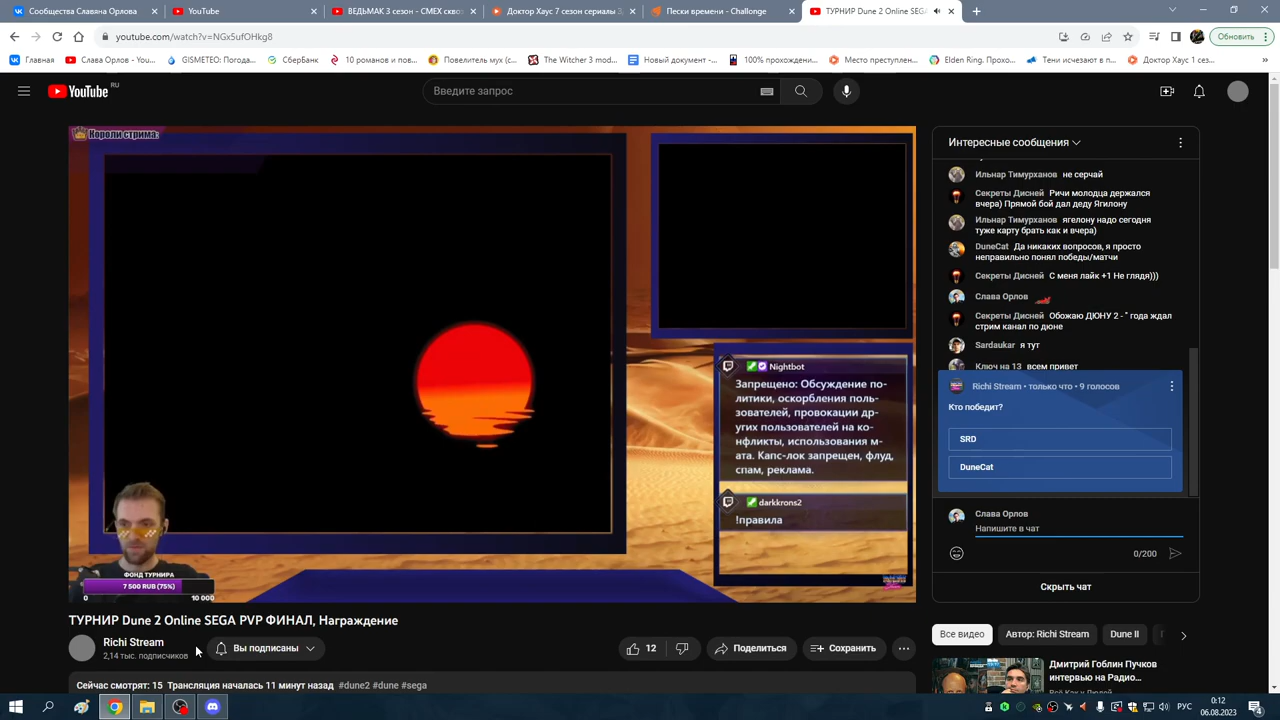 Сообщества Славяна Орлова
YouTube
ВЕДЬМАК 3 сезон - СМЕХ сквоз
Доктор Хаус 7 сезон сериалы
Пески времени - Challonge
ТУРНИР Dune 2 Online SEGA
youtube.com/watch?v=NGx5ufOHkg8
Обновить
Главная
Слава Орлов - You...
GISMETEO: Погода...
СберБанк
10 романов и пов...
Повелитель мух (с...
The Witcher 3 mod...
Новый документ -...
100% прохождени...
Место преступлен...
Elden Ring. Прохо...
Тени исчезают в п...
Доктор Хаус 1 сез...
YouTube RU
Введите запрос
Короли стрима:
Интересные сообщения
Ильнар Тимурханов не серчай
Секреты Дисней Ричи молодца держался
вчера) Прямой бой дал деду Ягилону
Ильнар Тимурханов ягелону надо сегодня
туже карту брать как и вчера)
DuneCat Да никаких вопросов, я просто
неправильно понял победы/матчи
Секреты Дисней С меня лайк +1 Не глядя)))
Слава Орлов
Секреты Дисней Обожаю ДЮНУ 2 - " года ждал
стрим канал по дюне
Sardaukar я тут
Ключ на 13 всем привет
Richi Stream • только что • 9 голосов
Кто победит?
SRD
DuneCat
Nightbot
Запрещено: Обсуждение по-
литики, оскорбления поль-
зователей, провокации др-
угих пользователей на ко-
нфликты, использования м-
ата. Капс-лок запрещен, флуд,
спам, реклама.
darkkrons2
!правила
Слава Орлов
Напишите в чат
0/200
Скрыть чат
ФОНД ТУРНИРА
7 500 RUB (75%)
0 10 000
ТУРНИР Dune 2 Online SEGA PVP ФИНАЛ, Награждение
Richi Stream
2,14 тыс. подписчиков
Вы подписаны
12
Поделиться
Сохранить
Сейчас смотрят: 15 Трансляция началась 11 минут назад #dune2 #dune #sega
Все видео
Автор: Richi Stream
Dune II
Дмитрий Гоблин Пучков
интервью на Радио...
РУС
0:12
06.08.2023
4